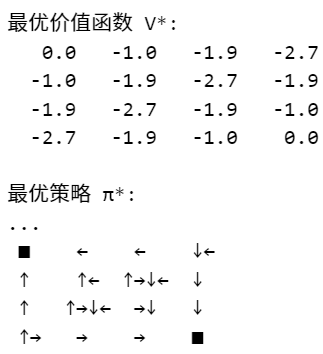 最优价值函数 V*:
0.0 -1.0 -1.9 -2.7
-1.0 -1.9 -2.7 -1.9
-1.9 -2.7 -1.9 -1.0
-2.7 -1.9 -1.0 0.0
最优策略 π*:
...
■ ← ← ↓←
↑ ↑← ↑→↓← ↓
↑ ↑→↓← →↓ ↓
↑→ → → ■